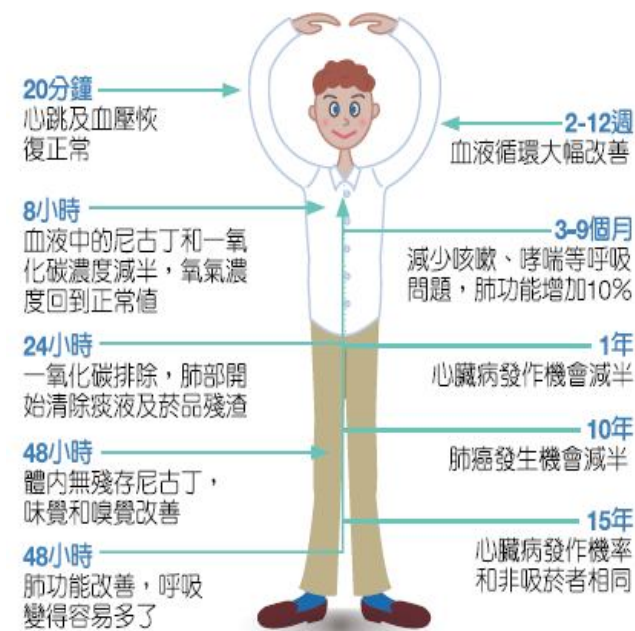 20分鐘
心跳及血壓恢
復正常
8小時
血液中的尼古丁和一氧
化碳濃度減半，氧氣濃
度回到正常值
24小時
一氧化碳排除，肺部開
始清除痰液及菸品殘渣
48小時
體內無殘存尼古丁，
味覺和嗅覺改善
48小時
肺功能改善，呼吸
變得容易多了
2-12週
血液循環大幅改善
3-9個月
減少咳嗽、哮喘等呼吸
問題，肺功能增加10%
1年
心臟病發作機會減半
10年
肺癌發生機會減半
15年
心臟病發作機率
和非吸菸者相同